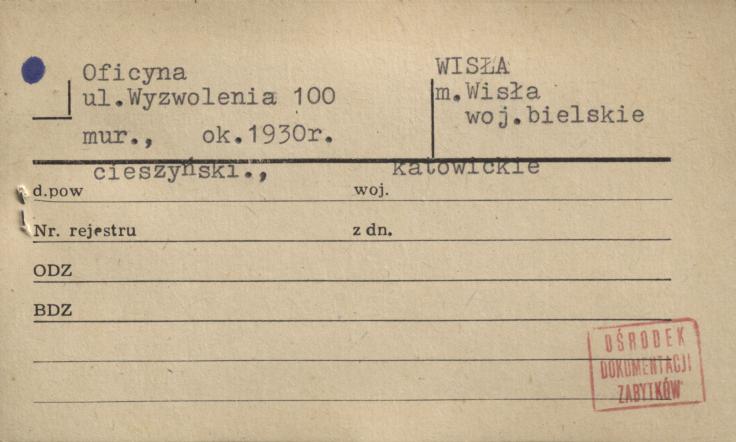 Oficyna WISŁA
ul.Wyzwolenia 100 m.Wisła
woj.bielskie
mur., ok.1930r.
cieszyński., katowickie
d.pow woj.
Nr. rejestru z dn.
ODZ
BDZ
OŚRODEK
DOKUMENTACJI
ZABYTKÓW